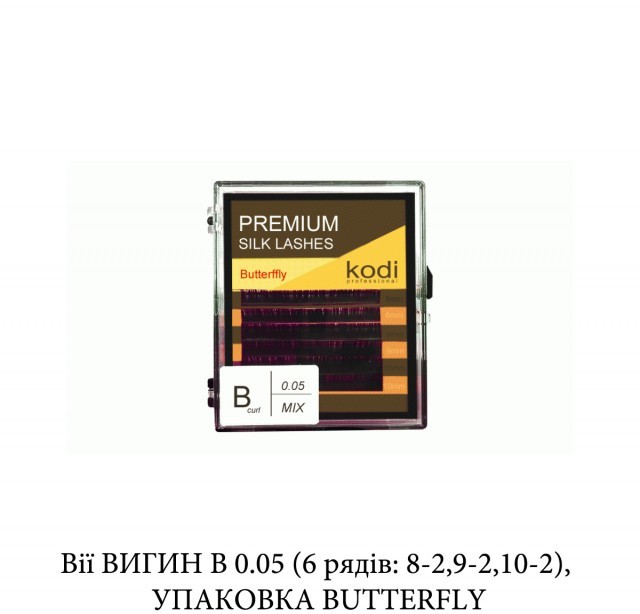 PREMIUM
SILK LASHES
Butterffly
kodi
professional
B
curl
0.05
MIX
Вії ВИГИН B 0.05 (6 рядів: 8-2,9-2,10-2),
УПАКОВКА BUTTERFLY